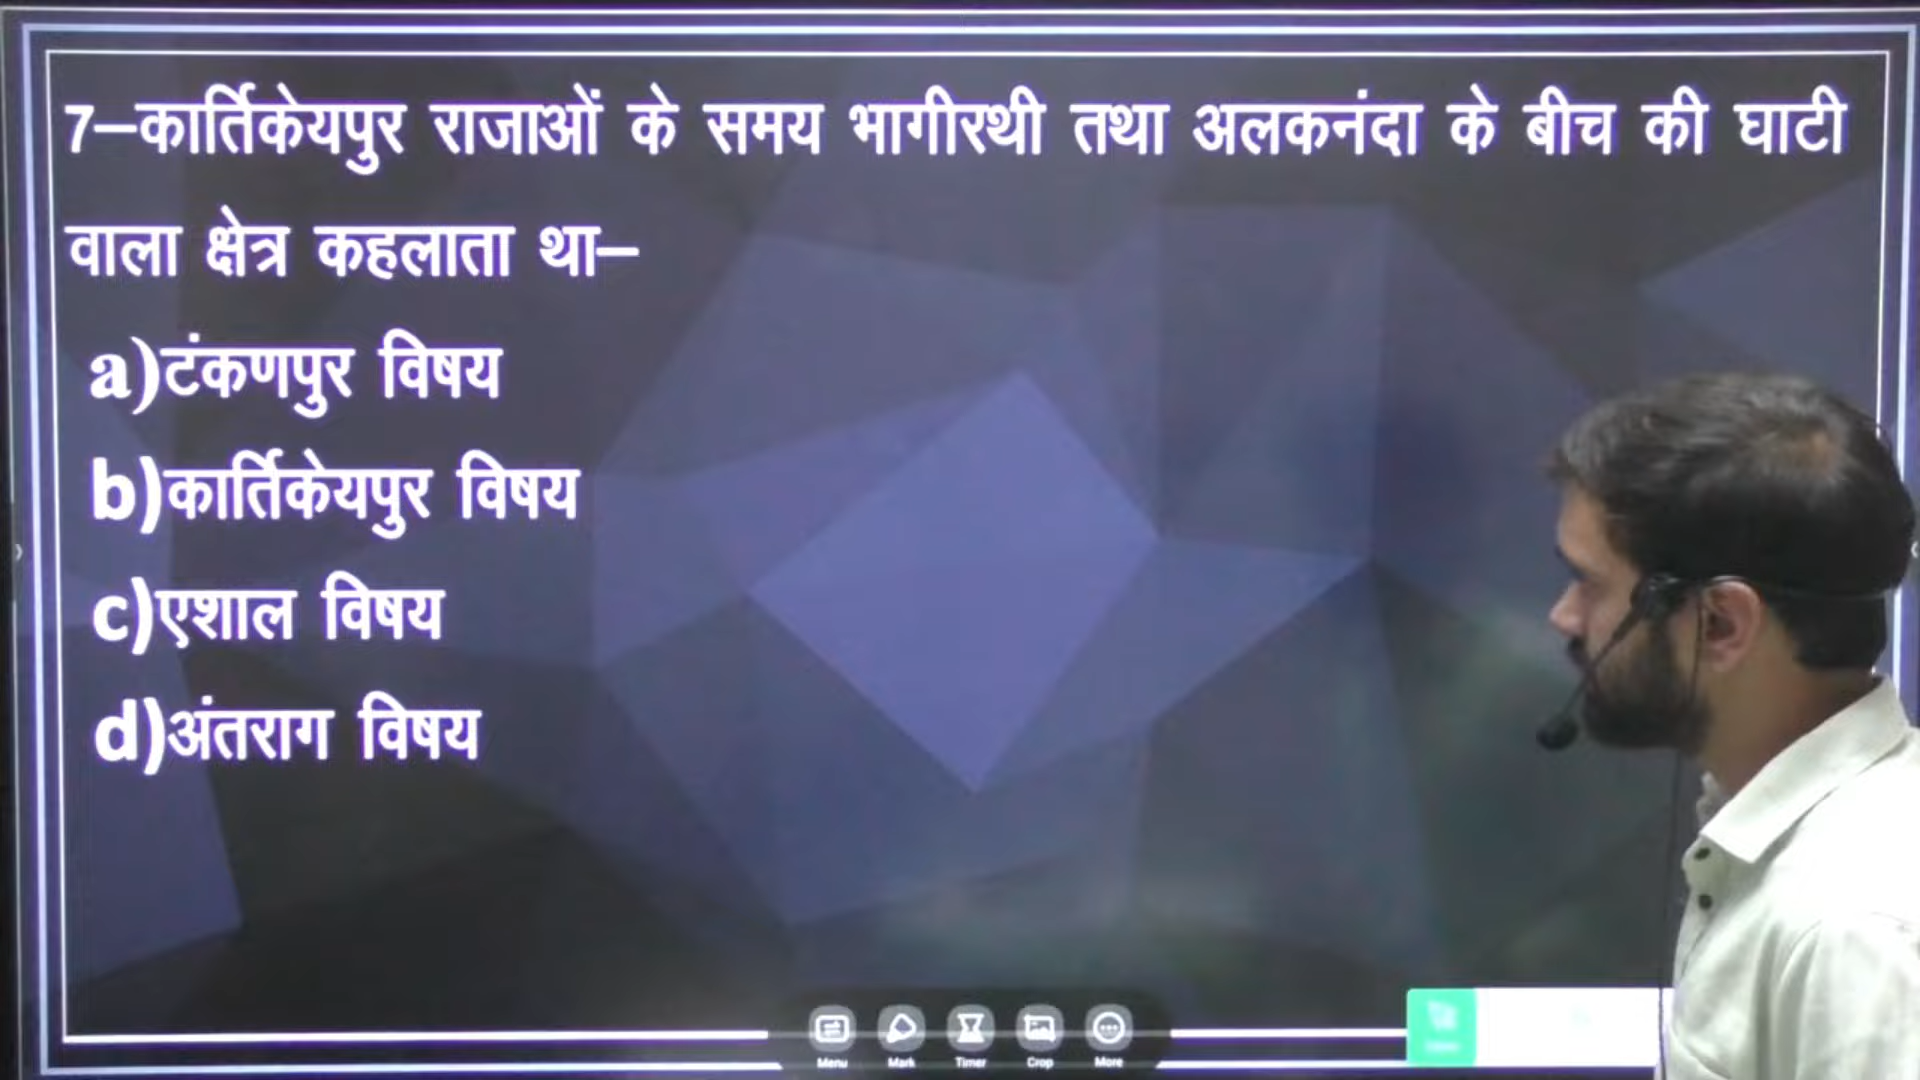 7–कार्तिकेयपुर राजाओं के समय भागीरथी तथा अलकनंदा के बीच की घाटी
वाला क्षेत्र कहलाता था–
a)टंकणपुर विषय
b)कार्तिकेयपुर विषय
c)एशाल विषय
d)अंतराग विषय
Menu Mark Timer Crop More